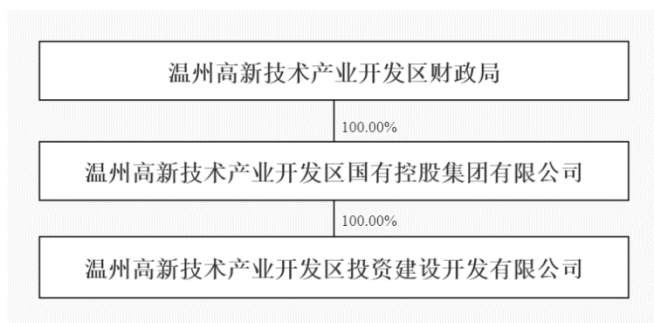 温州高新技术产业开发区财政局
100.00%
温州高新技术产业开发区国有控股集团有限公司
100.00%
温州高新技术产业开发区投资建设开发有限公司